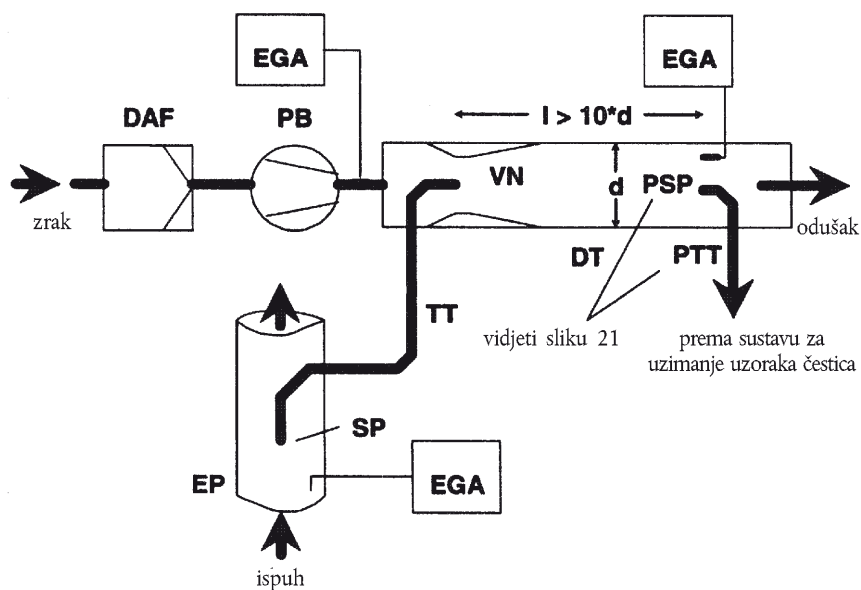 EGA
EGA
DAF
PB
l > 10*d
VN
d
PSP
zrak
odušak
DT
PTT
TT
vidjeti sliku 21
prema sustavu za
uzimanje uzoraka čestica
SP
EP
EGA
ispuh